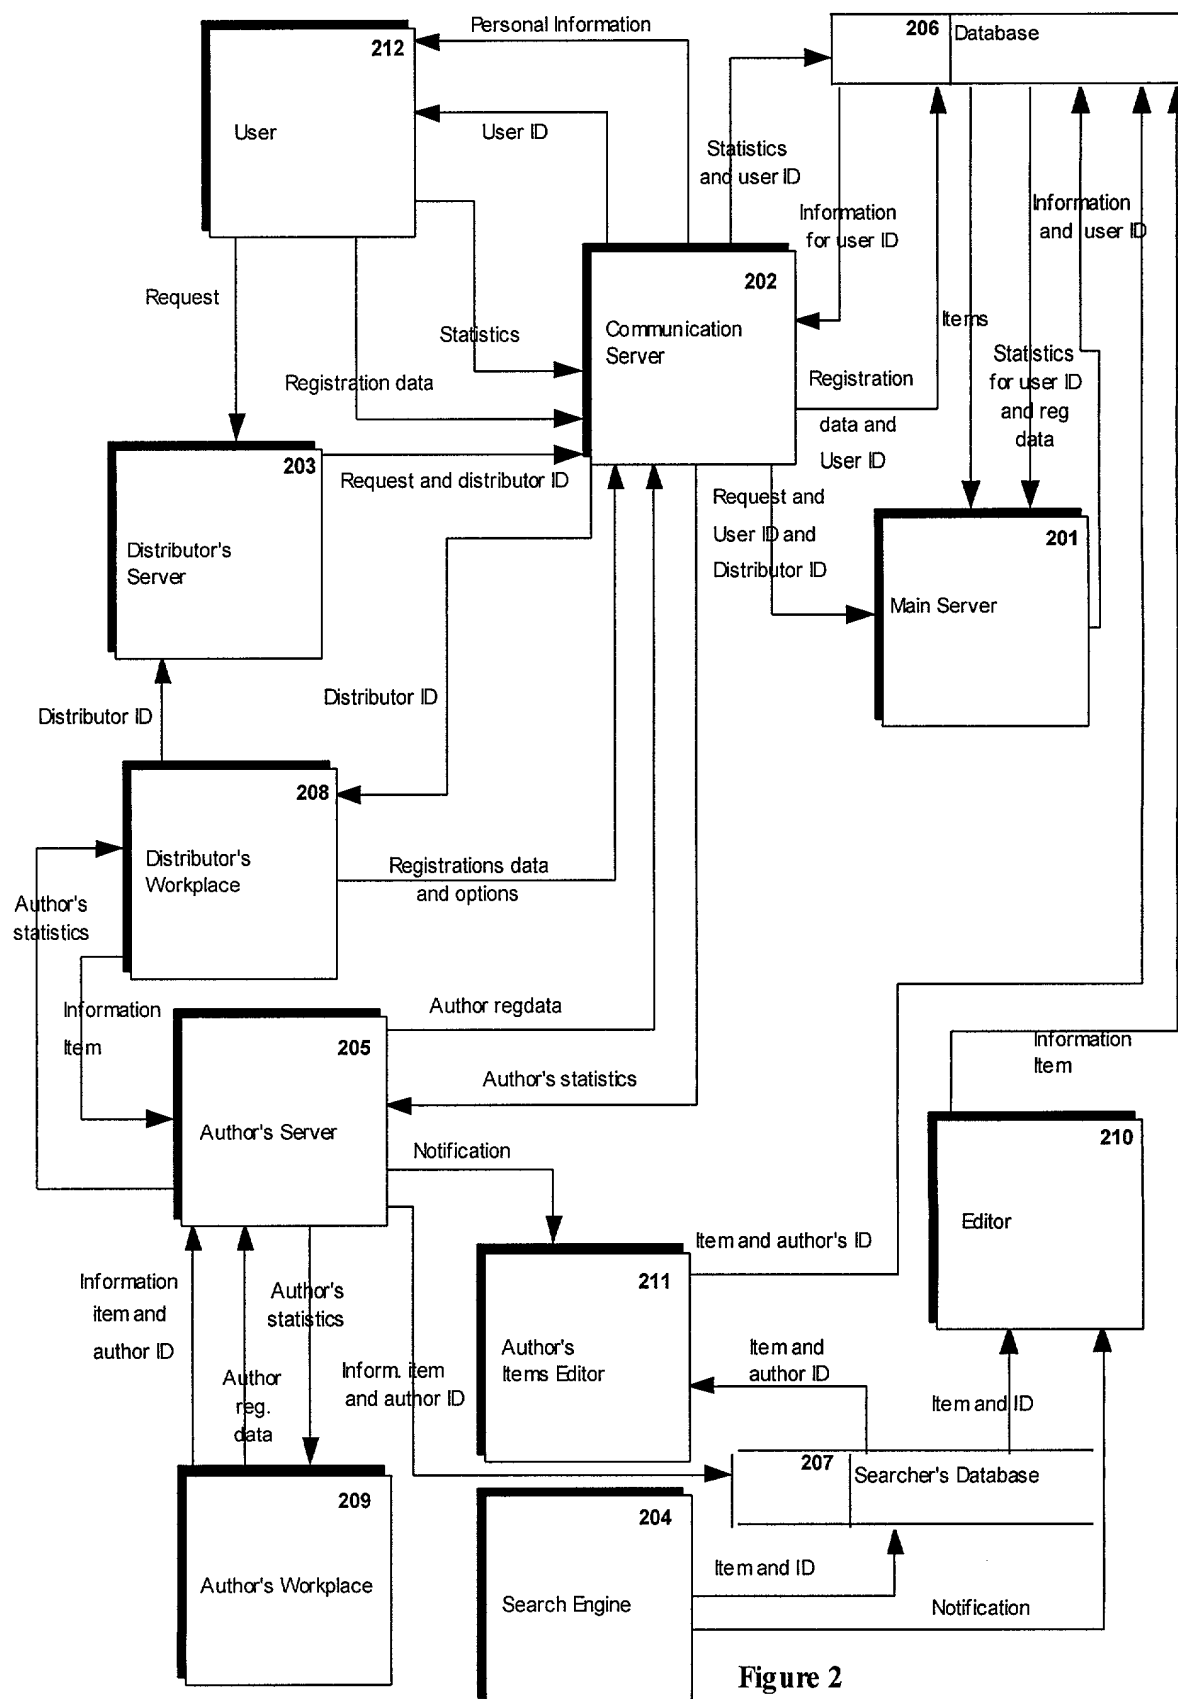 Personal Information
212
206
Database
User
User ID
Statistics
and user ID
Information
for user ID
Information
and user ID
202
Request
Communication
Server
Items
Statistics
Statistics
for user ID
and reg
data
Registration data
Registration
data and
User ID
203
Request and distributor ID
Request and
User ID and
Distributor ID
201
Distributor's
Server
Main Server
Distributor ID
Distributor ID
208
Distributor's
Workplace
Registrations data
and options
Author's
statistics
Information
Item
Author regdata
205
Information
Item
Author's statistics
Author's Server
Notification
210
Editor
Item and author's ID
Information
item and
author ID
Author's
statistics
211
Author's
Items Editor
Item and
author ID
Inform. item
and author ID
Author
reg.
data
Item and ID
207
Searcher's Database
209
204
Author's Workplace
Item and ID
Search Engine
Notification
Figure 2